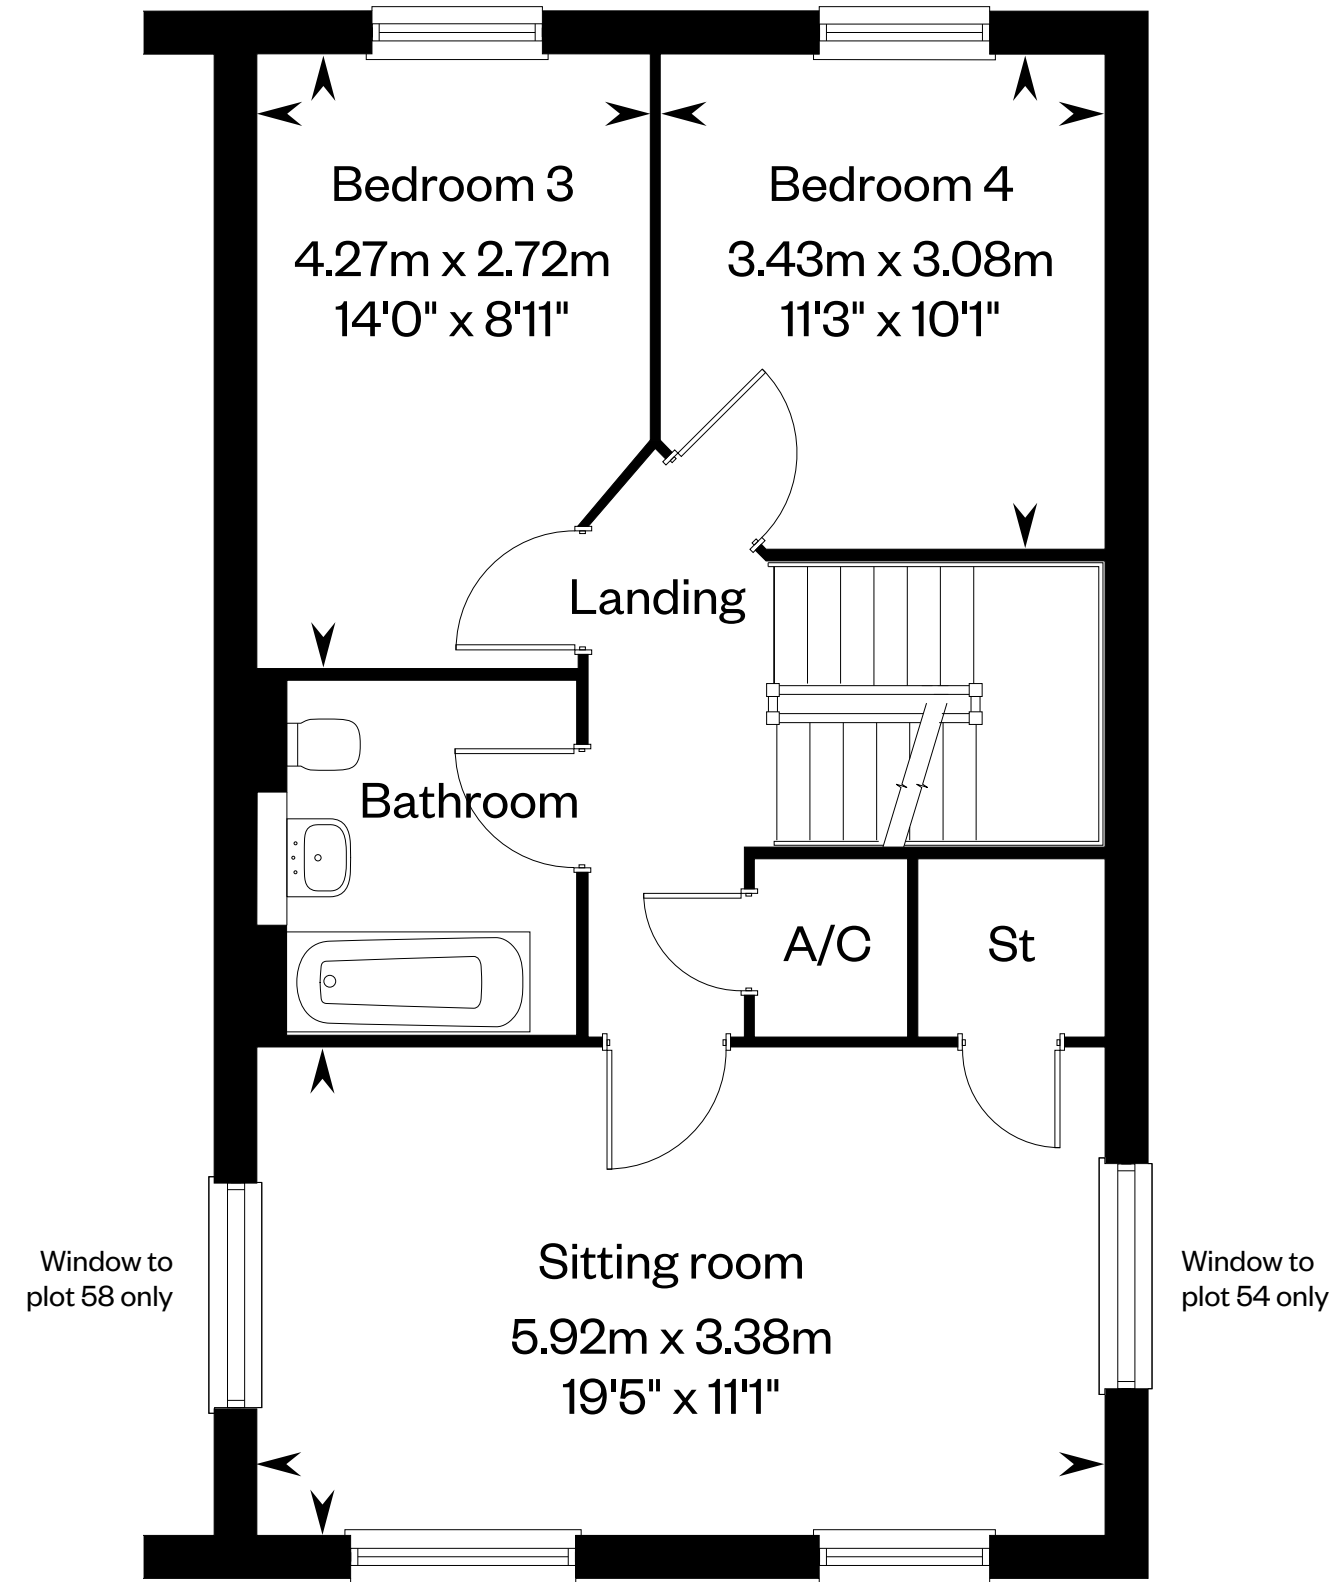 Bedroom 3
4.27m x 2.72m
14'0" x 8'11"
Bedroom 4
3.43m x 3.08m
11'3" x 10'1"
Landing
Bathroom
A/C
St
Window to
plot 58 only
Sitting room
5.92m x 3.38m
19'5" x 11'1"
Window to
plot 54 only